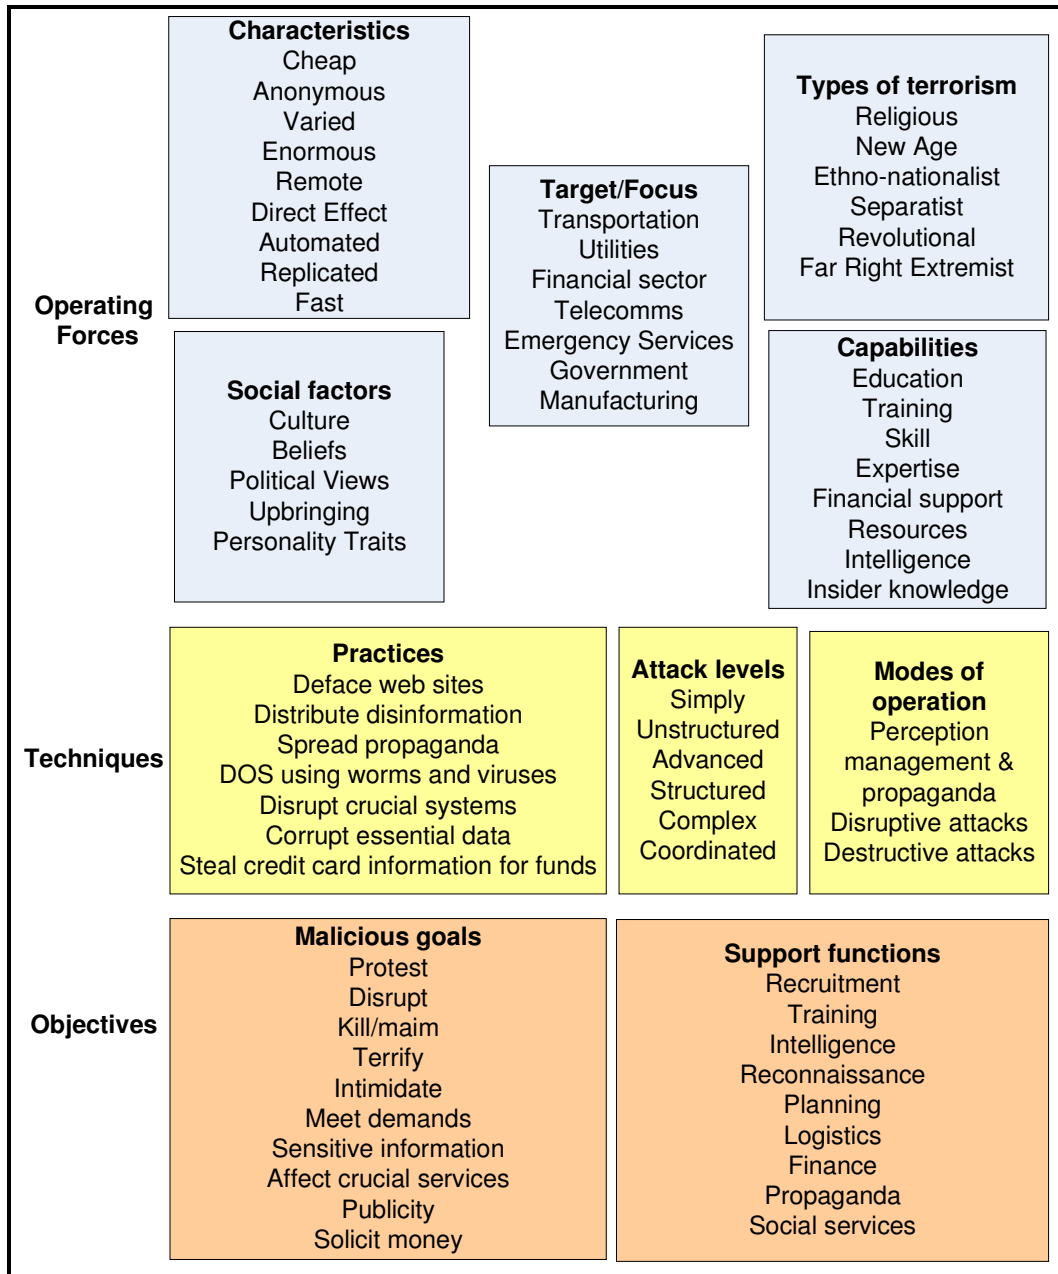 Operating
Forces
Characteristics
Cheap
Anonymous
Varied
Enormous
Remote
Direct Effect
Automated
Replicated
Fast
Social factors
Culture
Beliefs
Political Views
Upbringing
Personality Traits
Target/Focus
Transportation
Utilities
Financial sector
Telecomms
Emergency Services
Government
Manufacturing
Types of terrorism
Religious
New Age
Ethno-nationalist
Separatist
Revolutional
Far Right Extremist
Capabilities
Education
Training
Skill
Expertise
Financial support
Resources
Intelligence
Insider knowledge
Techniques
Practices
Deface web sites
Distribute disinformation
Spread propaganda
DOS using worms and viruses
Disrupt crucial systems
Corrupt essential data
Steal credit card information for funds
Attack levels
Simply
Unstructured
Advanced
Structured
Complex
Coordinated
Modes of
operation
Perception
management &
propaganda
Disruptive attacks
Destructive attacks
Objectives
Malicious goals
Protest
Disrupt
Kill/maim
Terrify
Intimidate
Meet demands
Sensitive information
Affect crucial services
Publicity
Solicit money
Support functions
Recruitment
Training
Intelligence
Reconnaissance
Planning
Logistics
Finance
Propaganda
Social services